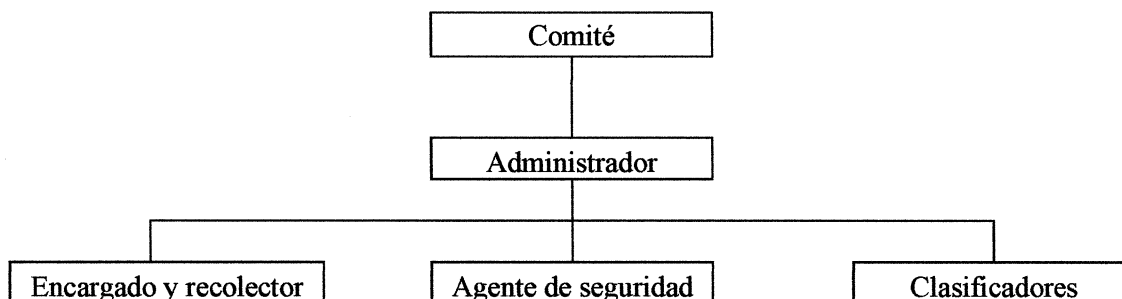 Comité
Administrador
Encargado y recolector
Agente de seguridad
Clasificadores